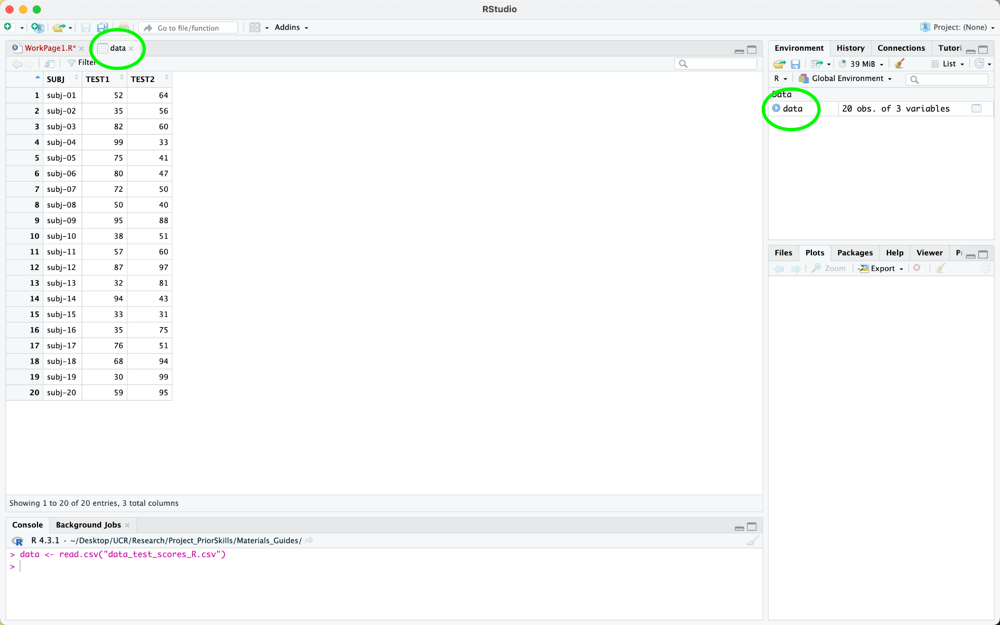 RStudio
Go to file/function
Addins
Project: (None)
WorkPage1.R*
data
Filter
SUBJ TEST1 TEST2
1 subj-01 52 64
2 subj-02 35 56
3 subj-03 82 60
4 subj-04 99 33
5 subj-05 75 41
6 subj-06 80 47
7 subj-07 72 50
8 subj-08 50 40
9 subj-09 95 88
10 subj-10 38 51
11 subj-11 57 60
12 subj-12 87 97
13 subj-13 32 81
14 subj-14 94 43
15 subj-15 33 31
16 subj-16 35 75
17 subj-17 76 51
18 subj-18 68 94
19 subj-19 30 99
20 subj-20 59 95
Showing 1 to 20 of 20 entries, 3 total columns
Console Background Jobs
R 4.3.1 · ~/Desktop/UCR/Research/Project_PriorSkills/Materials_Guides/
> data <- read.csv("data_test_scores_R.csv")
>
Environment History Connections Tutori
39 MiB List
R Global Environment
Data
data 20 obs. of 3 variables
Files Plots Packages Help Viewer Pr
Zoom Export